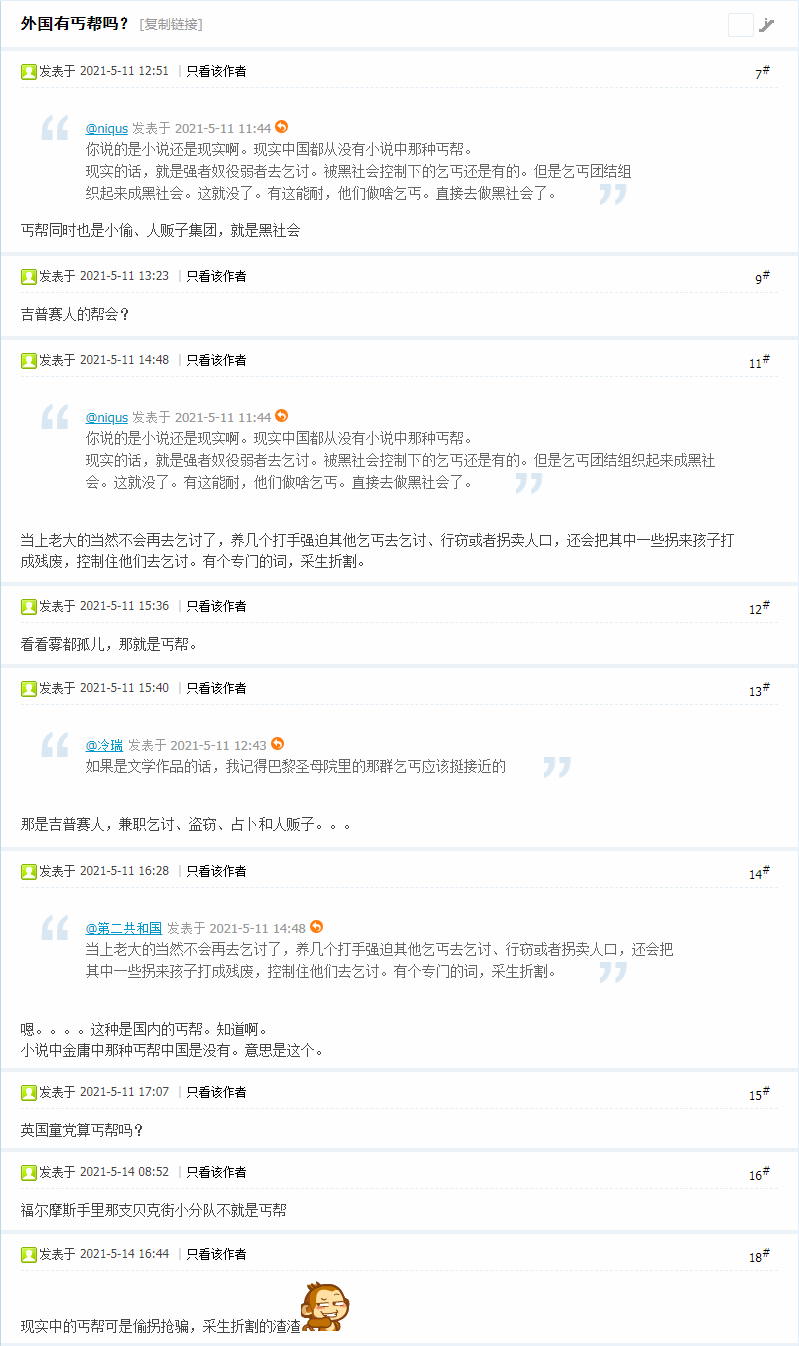 外国有丐帮吗？ [复制链接]
发表于 2021-5-11 12:51 |只看该作者 7#
@niqus 发表于 2021-5-11 11:44
你说的是小说还是现实啊。现实中国都从没有小说中那种丐帮。
现实的话，就是强者奴役弱者去乞讨。被黑社会控制下的乞丐还是有的。但是乞丐团结组
织起来成黑社会。这就没了。有这能耐，他们做啥乞丐。直接去做黑社会了。
丐帮同时也是小偷、人贩子集团，就是黑社会
发表于 2021-5-11 13:23 |只看该作者 9#
吉普赛人的帮会？
发表于 2021-5-11 14:48 |只看该作者 11#
@niqus 发表于 2021-5-11 11:44
你说的是小说还是现实啊。现实中国都从没有小说中那种丐帮。
现实的话，就是强者奴役弱者去乞讨。被黑社会控制下的乞丐还是有的。但是乞丐团结组织起来成黑社
会。这就没了。有这能耐，他们做啥乞丐。直接去做黑社会了。
当上老大的当然不会再去乞讨了，养几个打手强迫其他乞丐去乞讨、行窃或者拐卖人口，还会把其中一些拐来孩子打
成残废，控制住他们去乞讨。有个专门的词，采生折割。
发表于 2021-5-11 15:36 |只看该作者 12#
看看雾都孤儿，那就是丐帮。
发表于 2021-5-11 15:40 |只看该作者 13#
@冷瑞 发表于 2021-5-11 12:43
如果是文学作品的话，我记得巴黎圣母院里的那群乞丐应该挺接近的
那是吉普赛人，兼职乞讨、盗窃、占卜和人贩子。。。
发表于 2021-5-11 16:28 |只看该作者 14#
@第二共和国 发表于 2021-5-11 14:48
当上老大的当然不会再去乞讨了，养几个打手强迫其他乞丐去乞讨、行窃或者拐卖人口，还会把
其中一些拐来孩子打成残废，控制住他们去乞讨。有个专门的词，采生折割。
嗯。。。。这种是国内的丐帮。知道啊。
小说中金庸中那种丐帮中国是没有。意思是这个。
发表于 2021-5-11 17:07 |只看该作者 15#
英国童党算丐帮吗？
发表于 2021-5-14 08:52 |只看该作者 16#
福尔摩斯手里那支贝克街小分队不就是丐帮
发表于 2021-5-14 16:44 |只看该作者 18#
现实中的丐帮可是偷拐抢骗，采生折割的渣渣